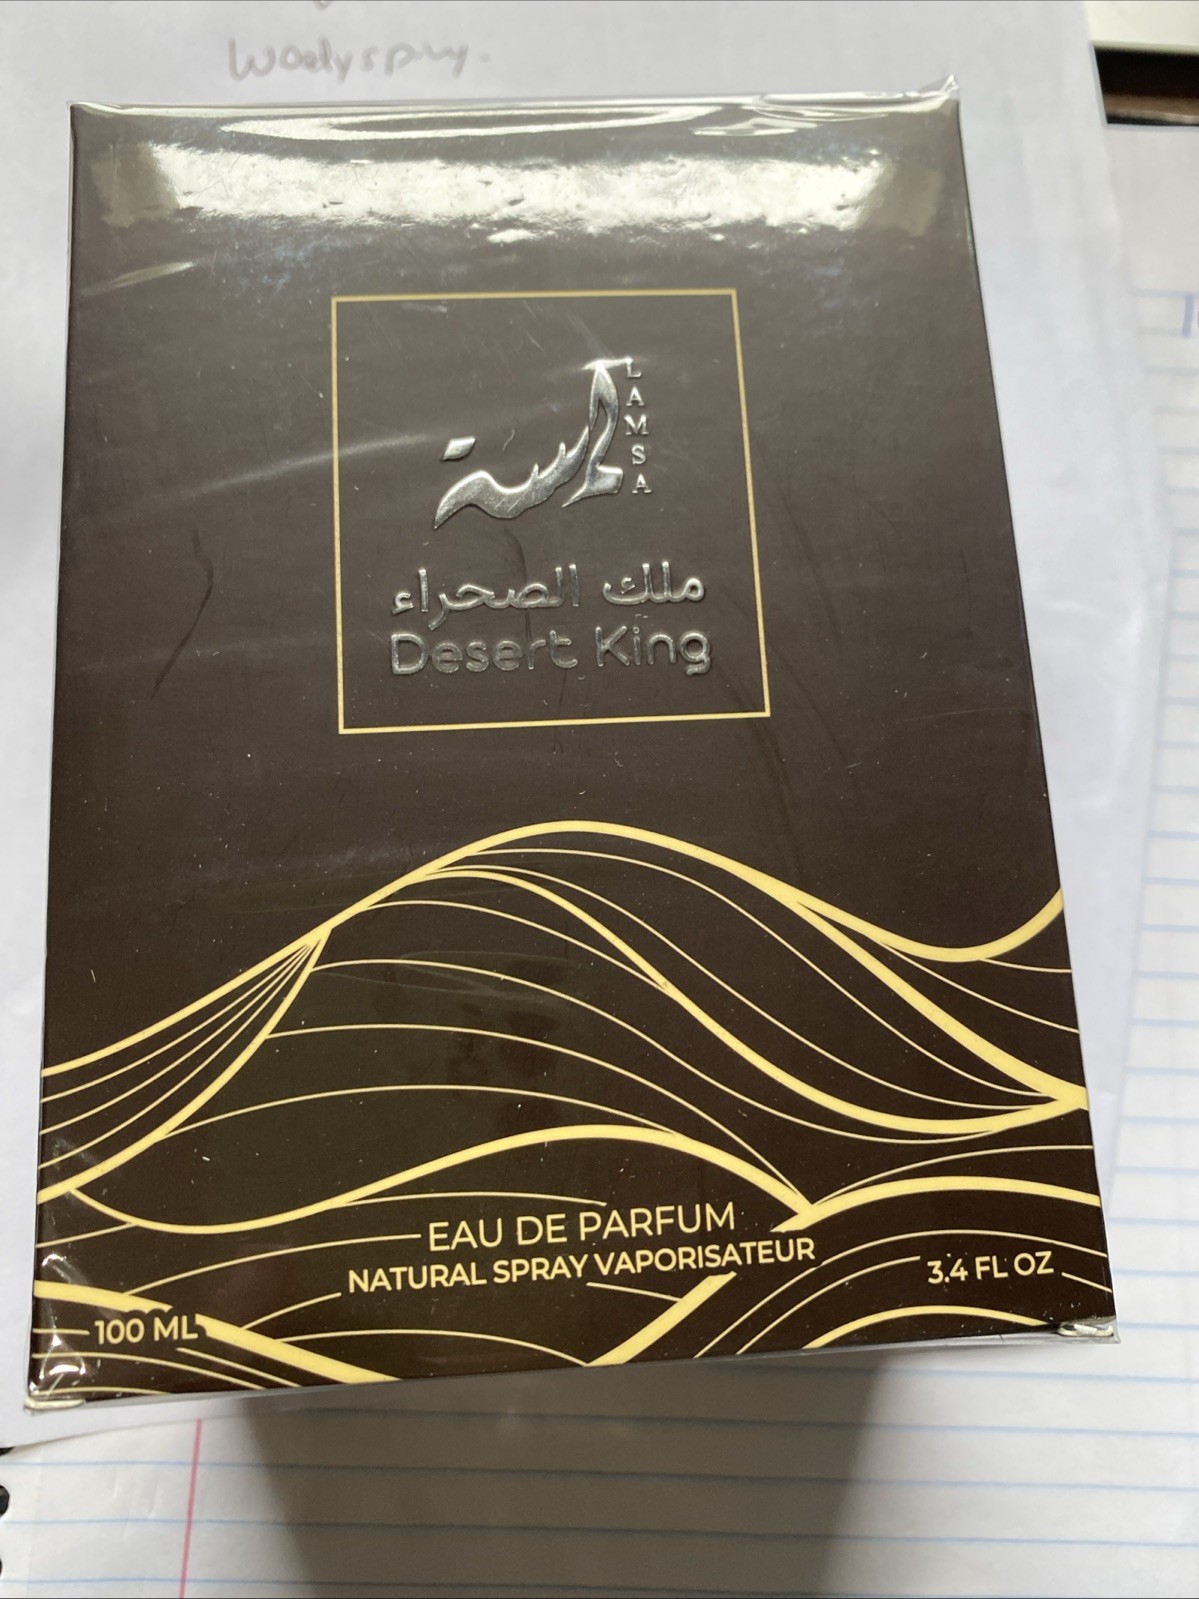 لمسة
LAMSA
ملك الصحراء
Desert King
EAU DE PARFUM
NATURAL SPRAY VAPORISATEUR
3.4 FL OZ
100 ML